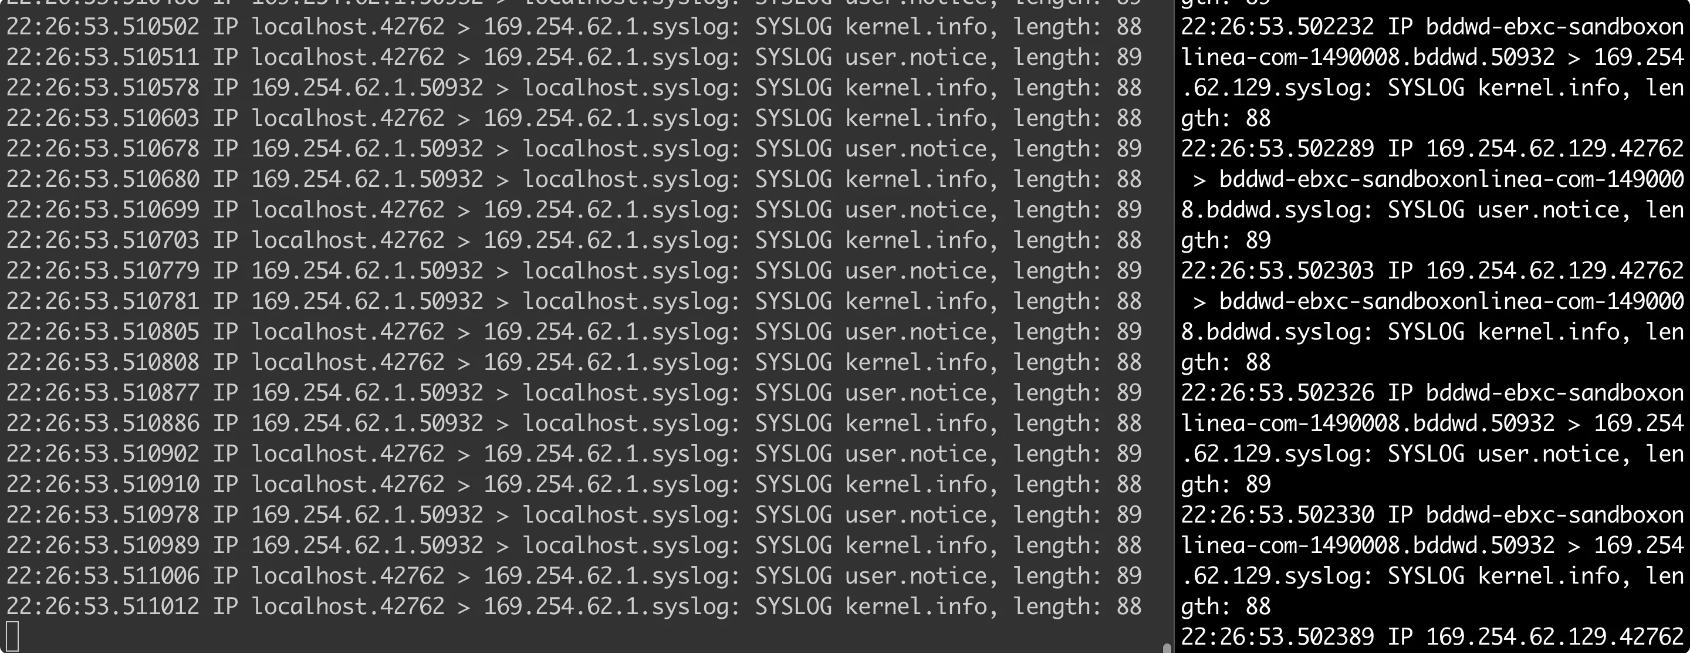 22:26:53.510502 IP localhost.42762 > 169.254.62.1.syslog: SYSLOG kernel.info, length: 88
22:26:53.510511 IP localhost.42762 > 169.254.62.1.syslog: SYSLOG user.notice, length: 89
22:26:53.510578 IP 169.254.62.1.50932 > localhost.syslog: SYSLOG kernel.info, length: 88
22:26:53.510603 IP localhost.42762 > 169.254.62.1.syslog: SYSLOG kernel.info, length: 88
22:26:53.510678 IP 169.254.62.1.50932 > localhost.syslog: SYSLOG user.notice, length: 89
22:26:53.510680 IP 169.254.62.1.50932 > localhost.syslog: SYSLOG kernel.info, length: 88
22:26:53.510699 IP localhost.42762 > 169.254.62.1.syslog: SYSLOG user.notice, length: 89
22:26:53.510703 IP localhost.42762 > 169.254.62.1.syslog: SYSLOG kernel.info, length: 88
22:26:53.510779 IP 169.254.62.1.50932 > localhost.syslog: SYSLOG user.notice, length: 89
22:26:53.510781 IP 169.254.62.1.50932 > localhost.syslog: SYSLOG kernel.info, length: 88
22:26:53.510805 IP localhost.42762 > 169.254.62.1.syslog: SYSLOG user.notice, length: 89
22:26:53.510808 IP localhost.42762 > 169.254.62.1.syslog: SYSLOG kernel.info, length: 88
22:26:53.510877 IP 169.254.62.1.50932 > localhost.syslog: SYSLOG user.notice, length: 89
22:26:53.510886 IP 169.254.62.1.50932 > localhost.syslog: SYSLOG kernel.info, length: 88
22:26:53.510902 IP localhost.42762 > 169.254.62.1.syslog: SYSLOG user.notice, length: 89
22:26:53.510910 IP localhost.42762 > 169.254.62.1.syslog: SYSLOG kernel.info, length: 88
22:26:53.510978 IP 169.254.62.1.50932 > localhost.syslog: SYSLOG user.notice, length: 89
22:26:53.510989 IP 169.254.62.1.50932 > localhost.syslog: SYSLOG kernel.info, length: 88
22:26:53.511006 IP localhost.42762 > 169.254.62.1.syslog: SYSLOG user.notice, length: 89
22:26:53.511012 IP localhost.42762 > 169.254.62.1.syslog: SYSLOG kernel.info, length: 88
22:26:53.502232 IP bddwd-ebxc-sandboxon
linea-com-1490008.bddwd.50932 > 169.254
.62.129.syslog: SYSLOG kernel.info, len
gth: 88
22:26:53.502289 IP 169.254.62.129.42762
> bddwd-ebxc-sandboxonlinea-com-149000
8.bddwd.syslog: SYSLOG user.notice, len
gth: 89
22:26:53.502303 IP 169.254.62.129.42762
> bddwd-ebxc-sandboxonlinea-com-149000
8.bddwd.syslog: SYSLOG kernel.info, len
gth: 88
22:26:53.502326 IP bddwd-ebxc-sandboxon
linea-com-1490008.bddwd.50932 > 169.254
.62.129.syslog: SYSLOG user.notice, len
gth: 89
22:26:53.502330 IP bddwd-ebxc-sandboxon
linea-com-1490008.bddwd.50932 > 169.254
.62.129.syslog: SYSLOG kernel.info, len
gth: 88
22:26:53.502389 IP 169.254.62.129.42762